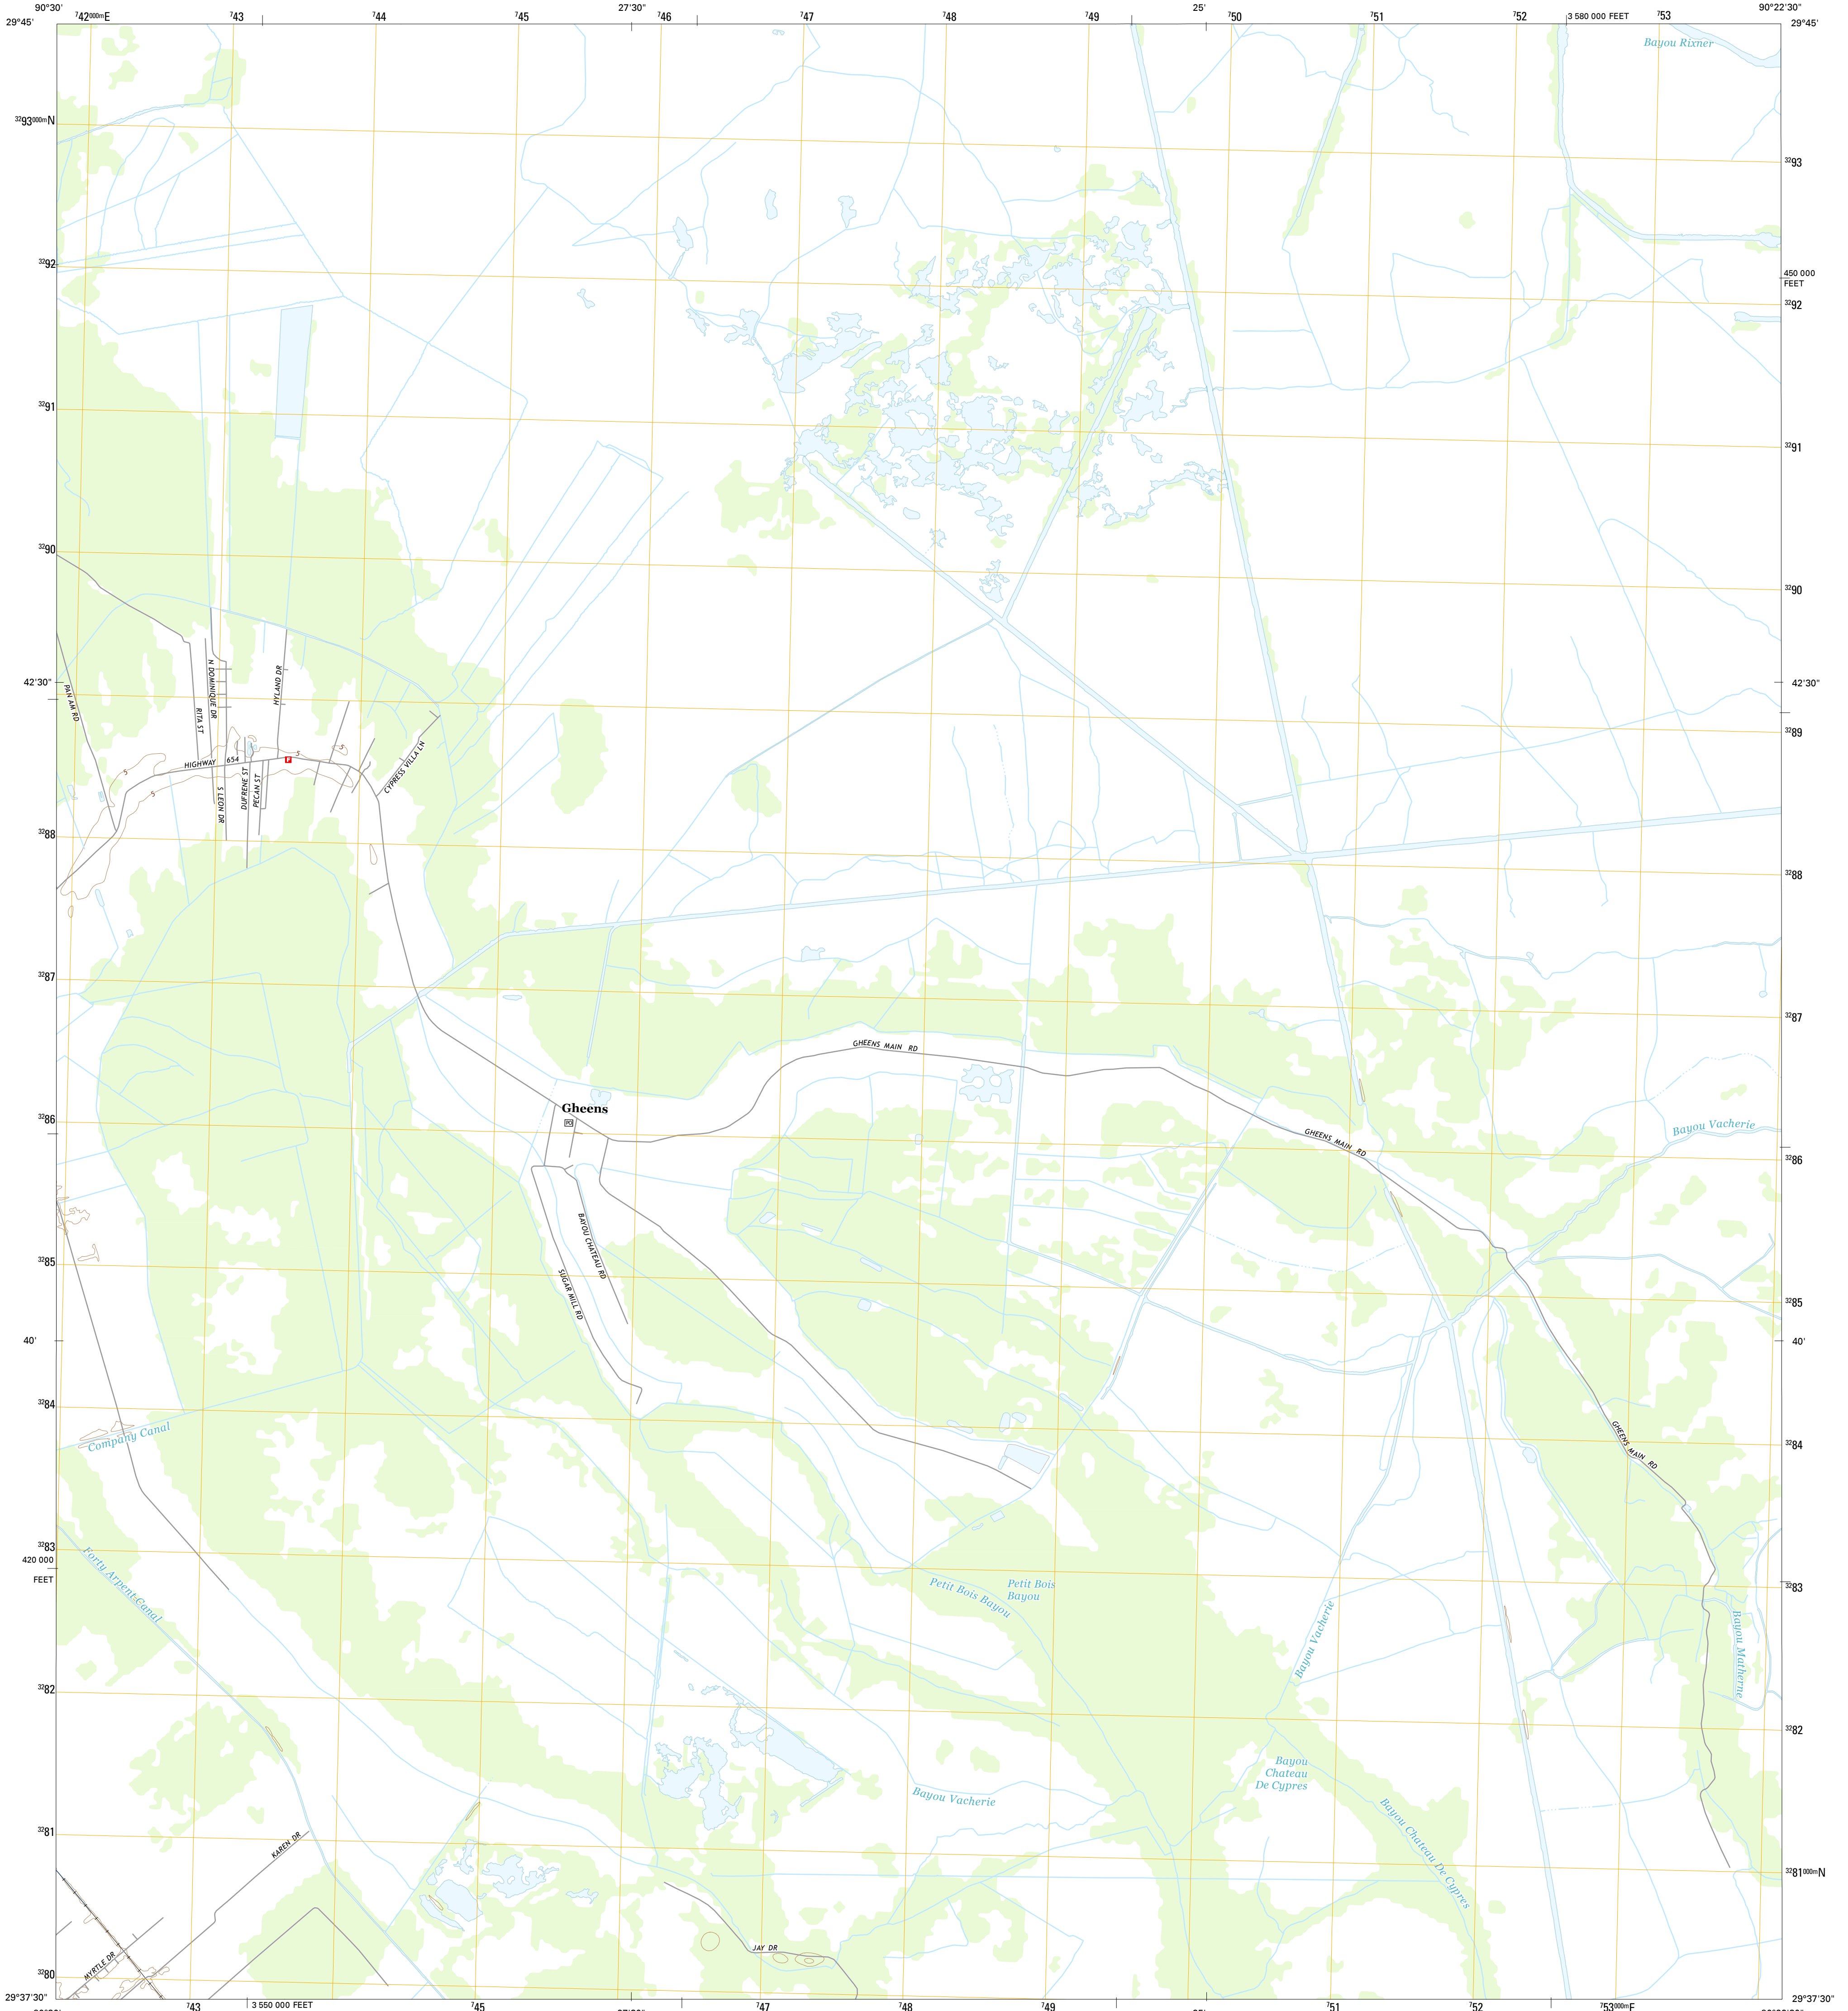 90°30'
⁷42⁰⁰⁰ᵐE
⁷43
⁷44
⁷45
27'30"
⁷46
⁷47
⁷48
⁷49
25'
⁷50
⁷51
⁷52
3 580 000 FEET
⁷53
90°22'30"
29°45'
29°45'
Bayou Rixner
³²93⁰⁰⁰ᵐN
³²93
³²92
450 000
FEET
³²92
³²91
³²91
³²90
³²90
42'30"
42'30"
PAN AM RD
RITA ST
N DOMINIQUE DR
HYLAND DR
³²89
HIGHWAY 654
5
5
5
5
F
CYPRESS VILLA LN
S LEON DR
DUFRENE ST
PECAN ST
³²88
³²88
³²87
³²87
GHEENS MAIN RD
Gheens
PO
³²86
GHEENS MAIN RD
Bayou Vacherie
³²86
BAYOU CHATEAU RD
SUGAR MILL RD
³²85
³²85
40'
40'
³²84
Company Canal
GHEENS MAIN RD
³²84
³²83
420 000
FEET
Forty Arpent Canal
Petit Bois Bayou
Petit Bois
Bayou
³²83
Bayou Vacherie
Bayou Matherne
³²82
³²82
Bayou
Chateau
De Cypres
Bayou Vacherie
Bayou Chateau De Cypres
³²81
KAREN DR
³²81⁰⁰⁰ᵐN
JAY DR
MYRTLE DR
³²80
29°37'30"
29°37'30"
⁷43
3 550 000 FEET
⁷45
⁷47
⁷48
⁷49
⁷51
⁷52
⁷53⁰⁰⁰ᵐE